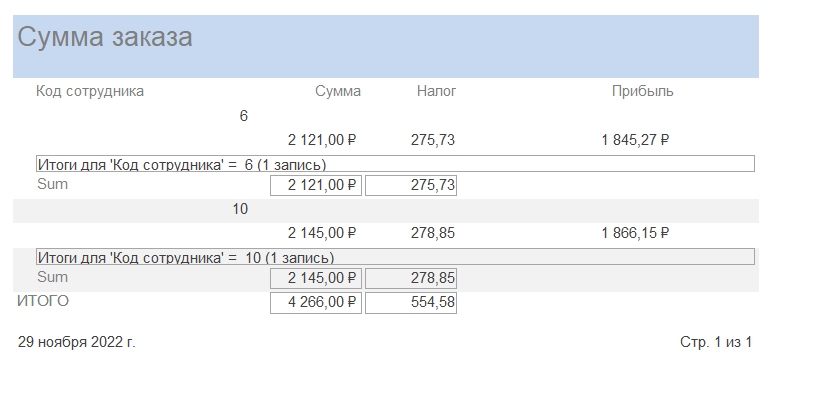 Сумма заказа
Код сотрудника Сумма Налог Прибыль
6
2 121,00 ₽ 275,73 1 845,27 ₽
Итоги для 'Код сотрудника' = 6 (1 запись)
Sum 2 121,00 ₽ 275,73
10
2 145,00 ₽ 278,85 1 866,15 ₽
Итоги для 'Код сотрудника' = 10 (1 запись)
Sum 2 145,00 ₽ 278,85
ИТОГО 4 266,00 ₽ 554,58
29 ноября 2022 г. Стр. 1 из 1